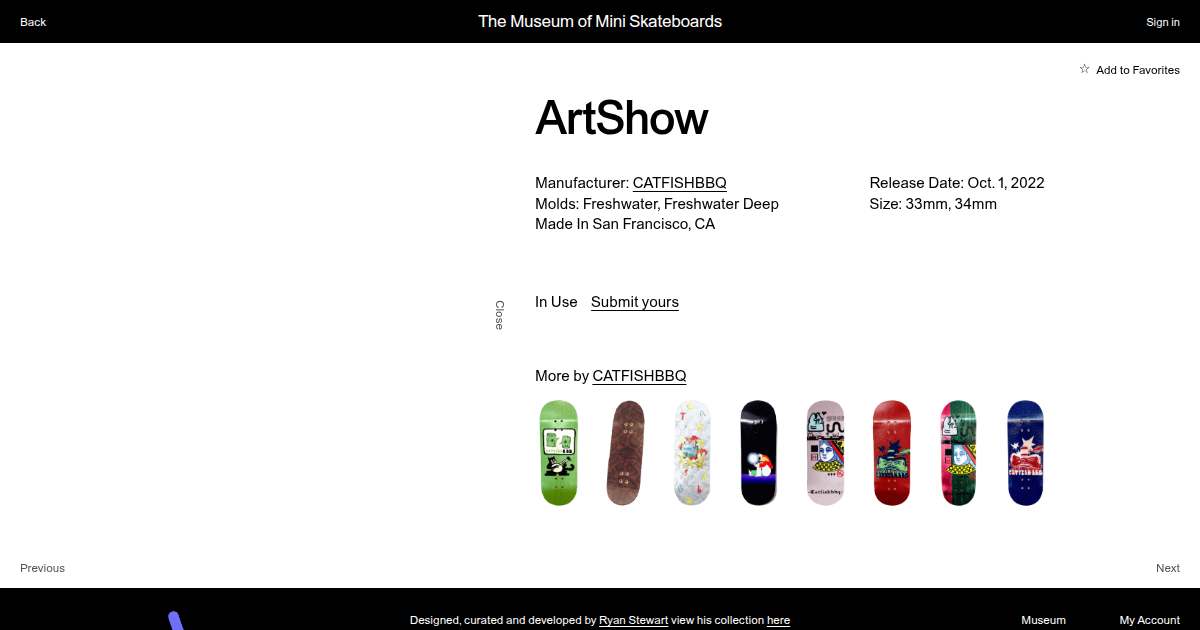 Back
The Museum of Mini Skateboards
Sign in
☆ Add to Favorites
ArtShow
Manufacturer: CATFISHBBQ
Molds: Freshwater, Freshwater Deep
Made In San Francisco, CA
Release Date: Oct. 1, 2022
Size: 33mm, 34mm
Close
In Use Submit yours
More by CATFISHBBQ
-Catfishbbq-
Previous
Next
Designed, curated and developed by Ryan Stewart view his collection here
Museum
My Account